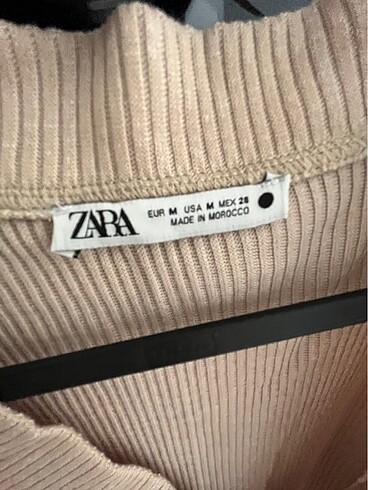 ZARA
EUR M USA M MEX 28
MADE IN MOROCCO